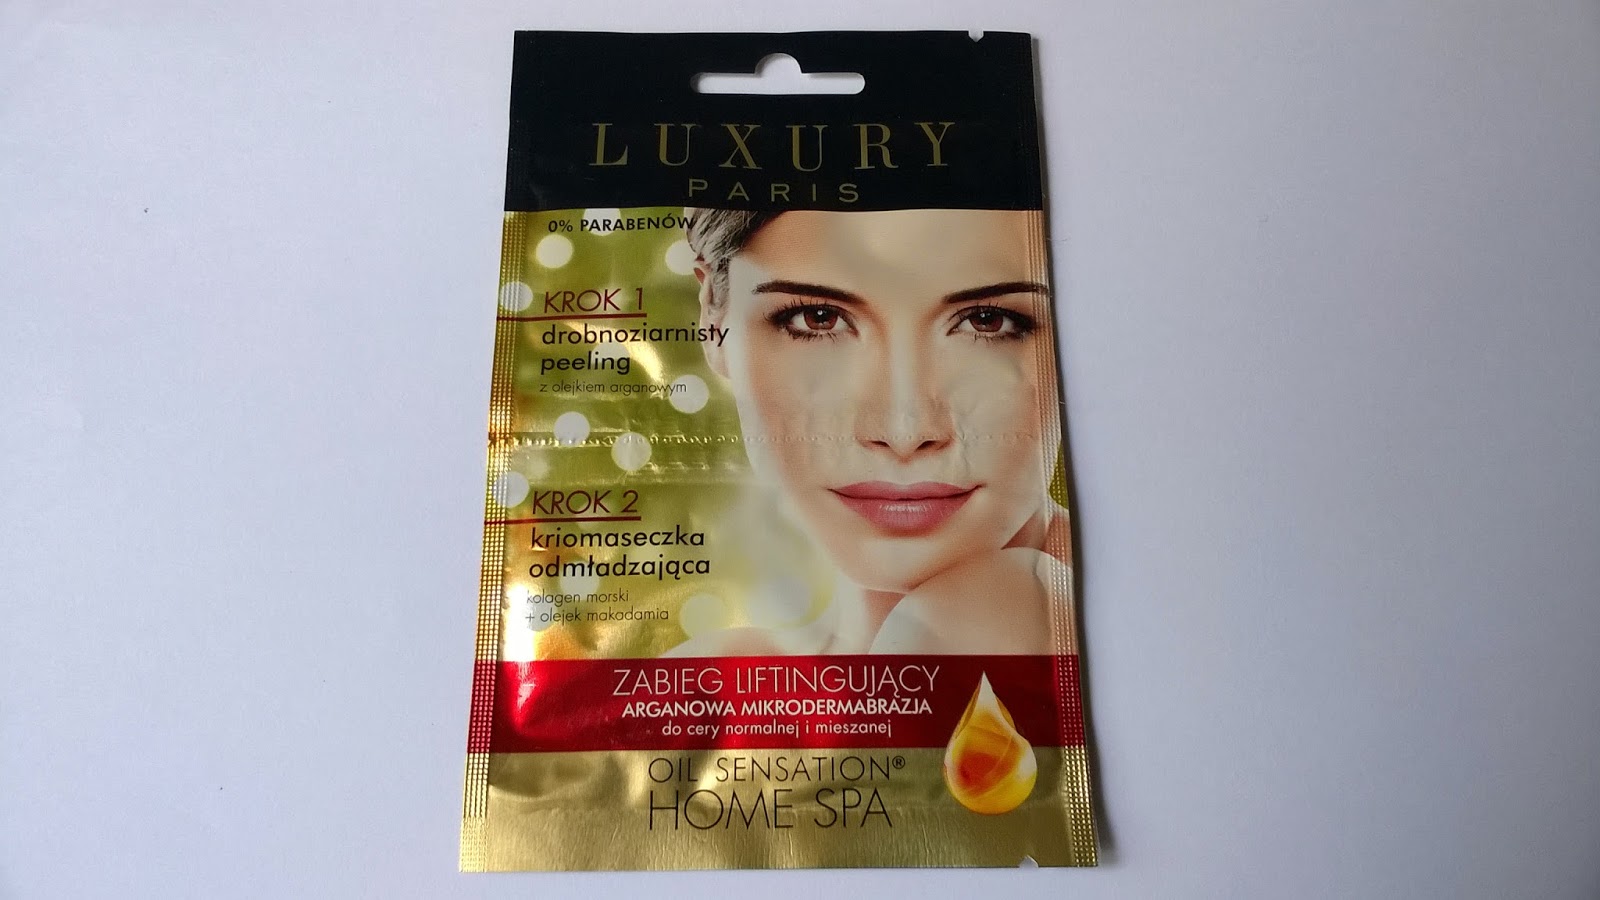 LUXURY
PARIS
0% PARABENÓW
KROK 1
drobnoziarnisty
peeling
z olejkiem arganowym
KROK 2
kriomaseczka
odmładzająca
kolagen morski
+ olejek makadamia
ZABIEG LIFTINGUJĄCY
ARGANOWA MIKRODERMABRAZJA
do cery normalnej i mieszanej
OIL SENSATION®
HOME SPA